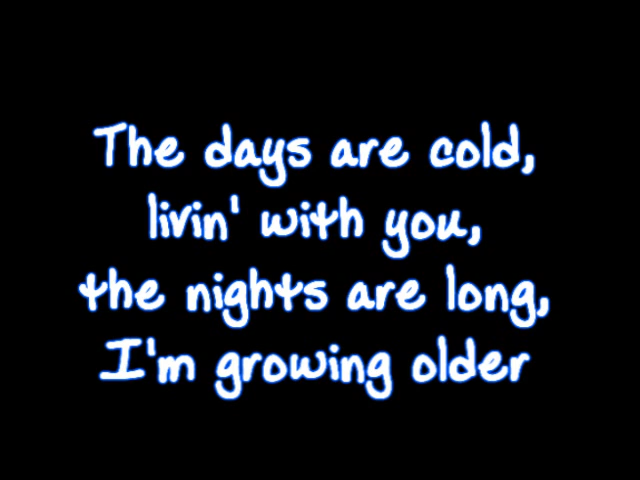 The days are cold,
livin' with you,
the nights are long,
I'm growing older